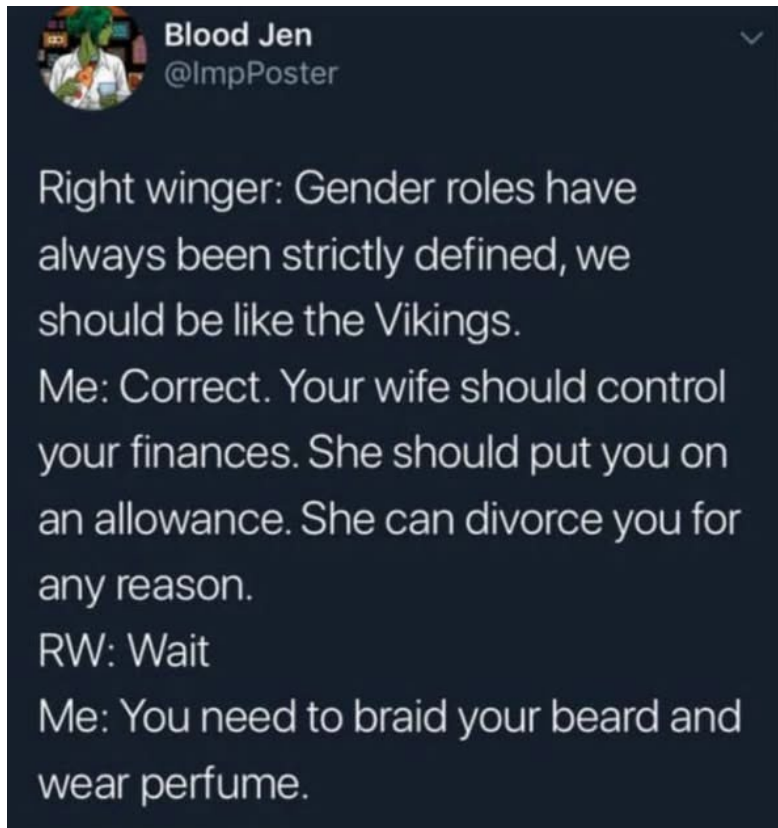 Blood Jen
@ImpPoster
Right winger: Gender roles have
always been strictly defined, we
should be like the Vikings.
Me: Correct. Your wife should control
your finances. She should put you on
an allowance. She can divorce you for
any reason.
RW: Wait
Me: You need to braid your beard and
wear perfume.